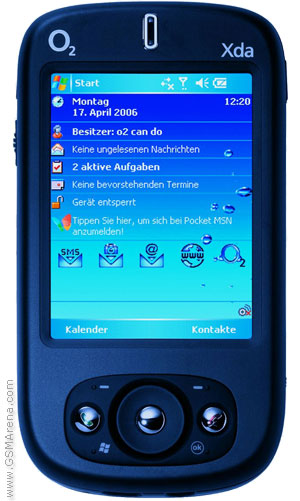 O2
Xda
Start
Montag 12:20
17. April 2006
Besitzer: o2 can do
Keine ungelesenen Nachrichten
2 aktive Aufgaben
Keine bevorstehenden Termine
Gerät entsperrt
Tippen Sie hier, um sich bei Pocket MSN
anzumelden!
SMS @ www O2
Kalender Kontakte
ok
www.GSMArena.com